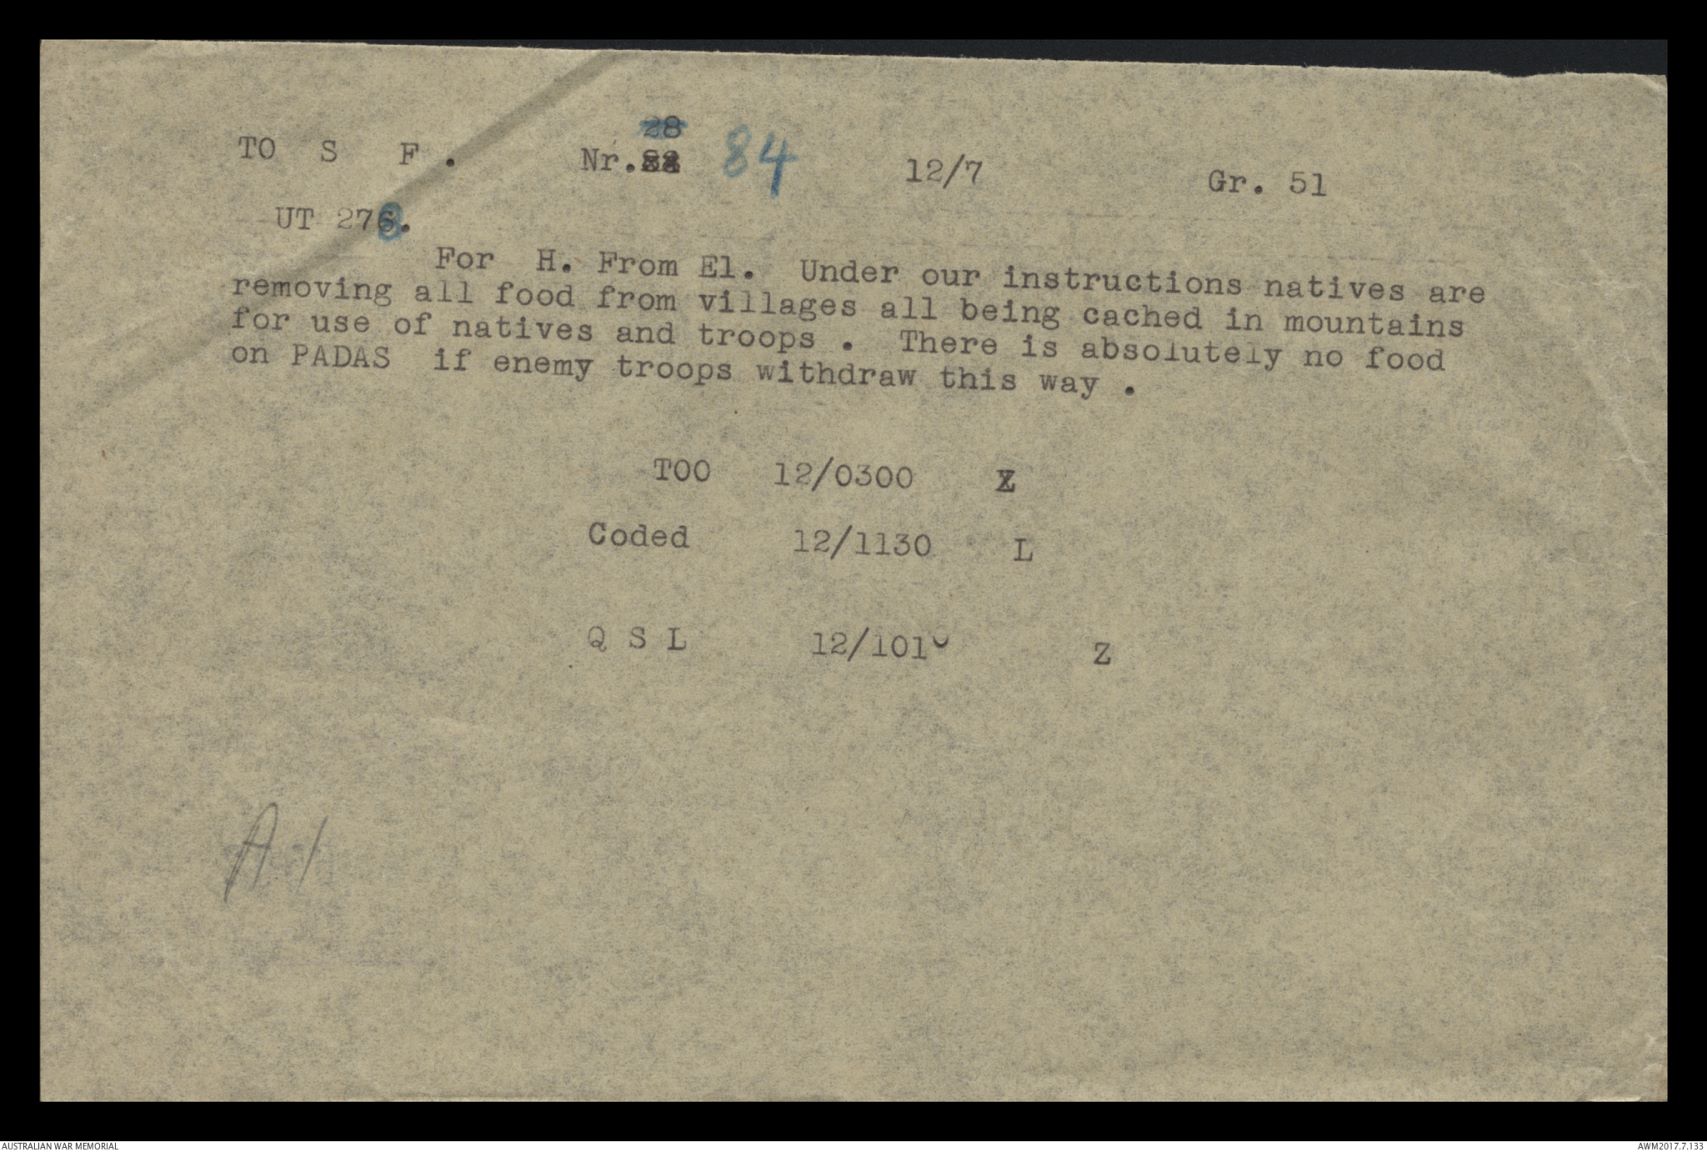 28
TO S F . Nr. 84 12/7 Gr. 51
UT 278.
For H. From El. Under our instructions natives are
removing all food from villages all being cached in mountains
for use of natives and troops . There is absolutely no food
on PADAS if enemy troops withdraw this way .
TOO 12/0300 Z
Coded 12/1130 L
Q S L 12/1010 Z
A 1
AUSTRALIAN WAR MEMORIAL AWM2017.7.133